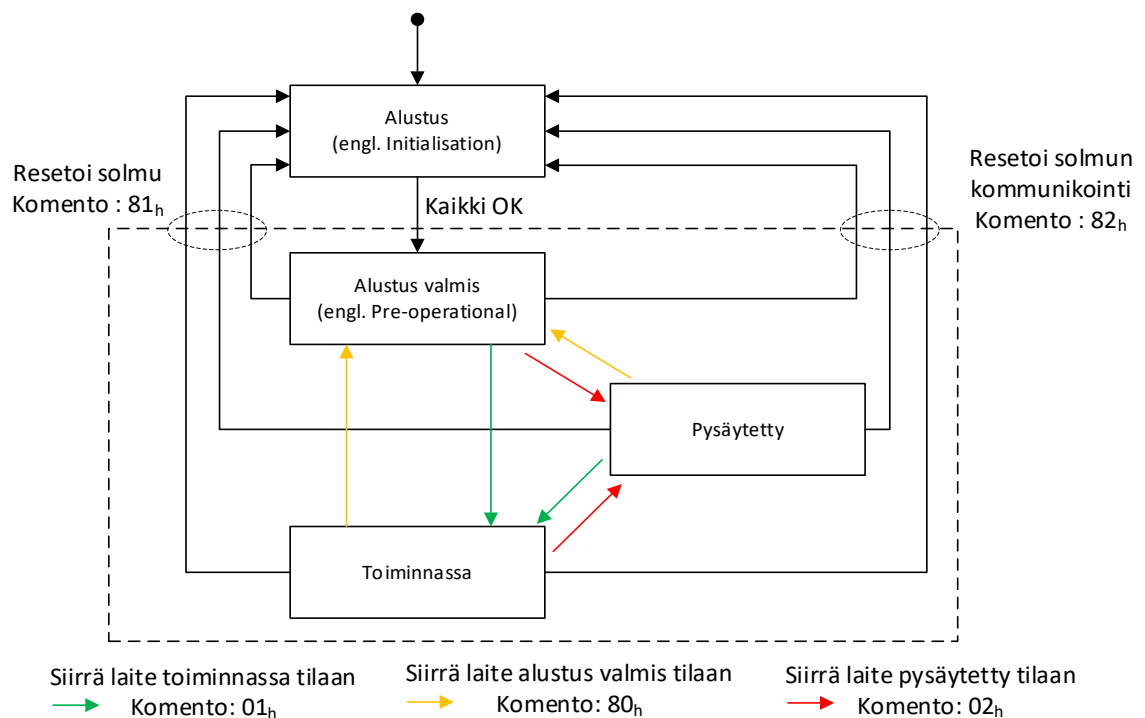 Alustus
(engl. Initialisation)
Resetoi solmu
Komento : 81h
Resetoi solmun
kommunikointi
Komento : 82h
Kaikki OK
Alustus valmis
(engl. Pre-operational)
Pysäytetty
Toiminnassa
Siirrä laite toiminnassa tilaan
Komento: 01h
Siirrä laite alustus valmis tilaan
Komento: 80h
Siirrä laite pysäytetty tilaan
Komento: 02h